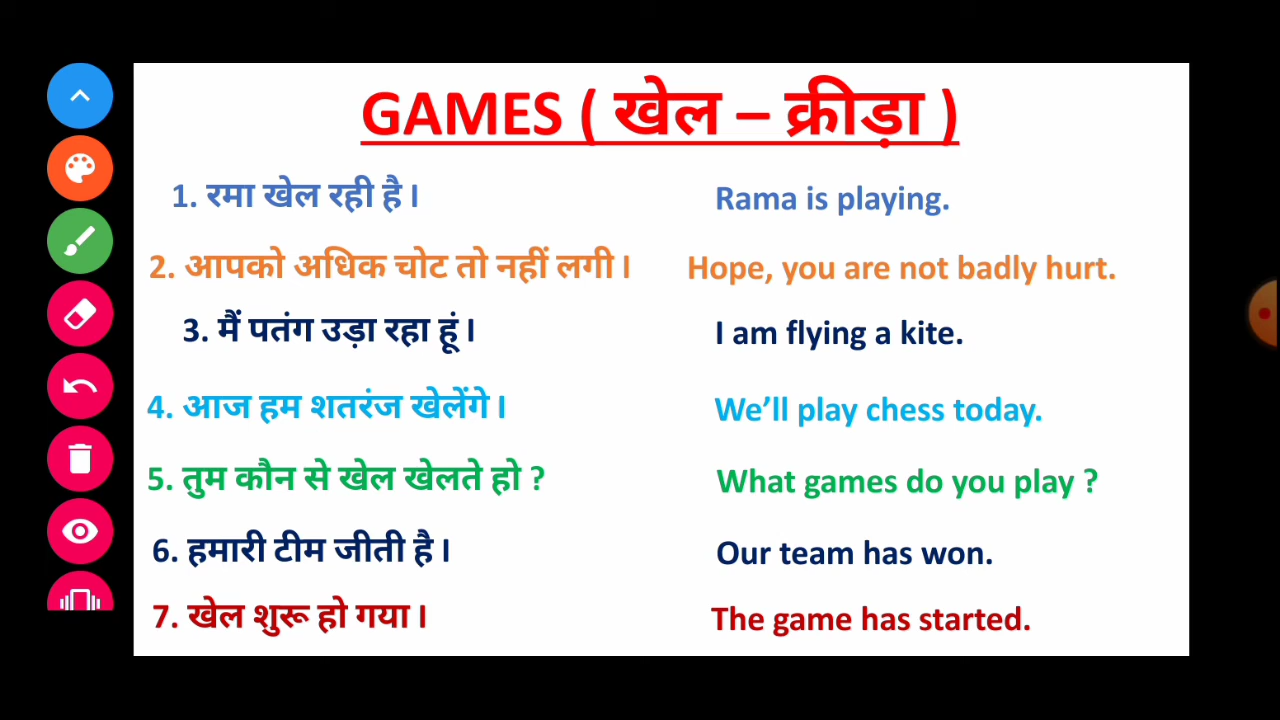 GAMES ( खेल – क्रीड़ा )
1. रमा खेल रही है । Rama is playing.
2. आपको अधिक चोट तो नहीं लगी । Hope, you are not badly hurt.
3. मैं पतंग उड़ा रहा हूं । I am flying a kite.
4. आज हम शतरंज खेलेंगे । We’ll play chess today.
5. तुम कौन से खेल खेलते हो ? What games do you play ?
6. हमारी टीम जीती है । Our team has won.
7. खेल शुरू हो गया । The game has started.